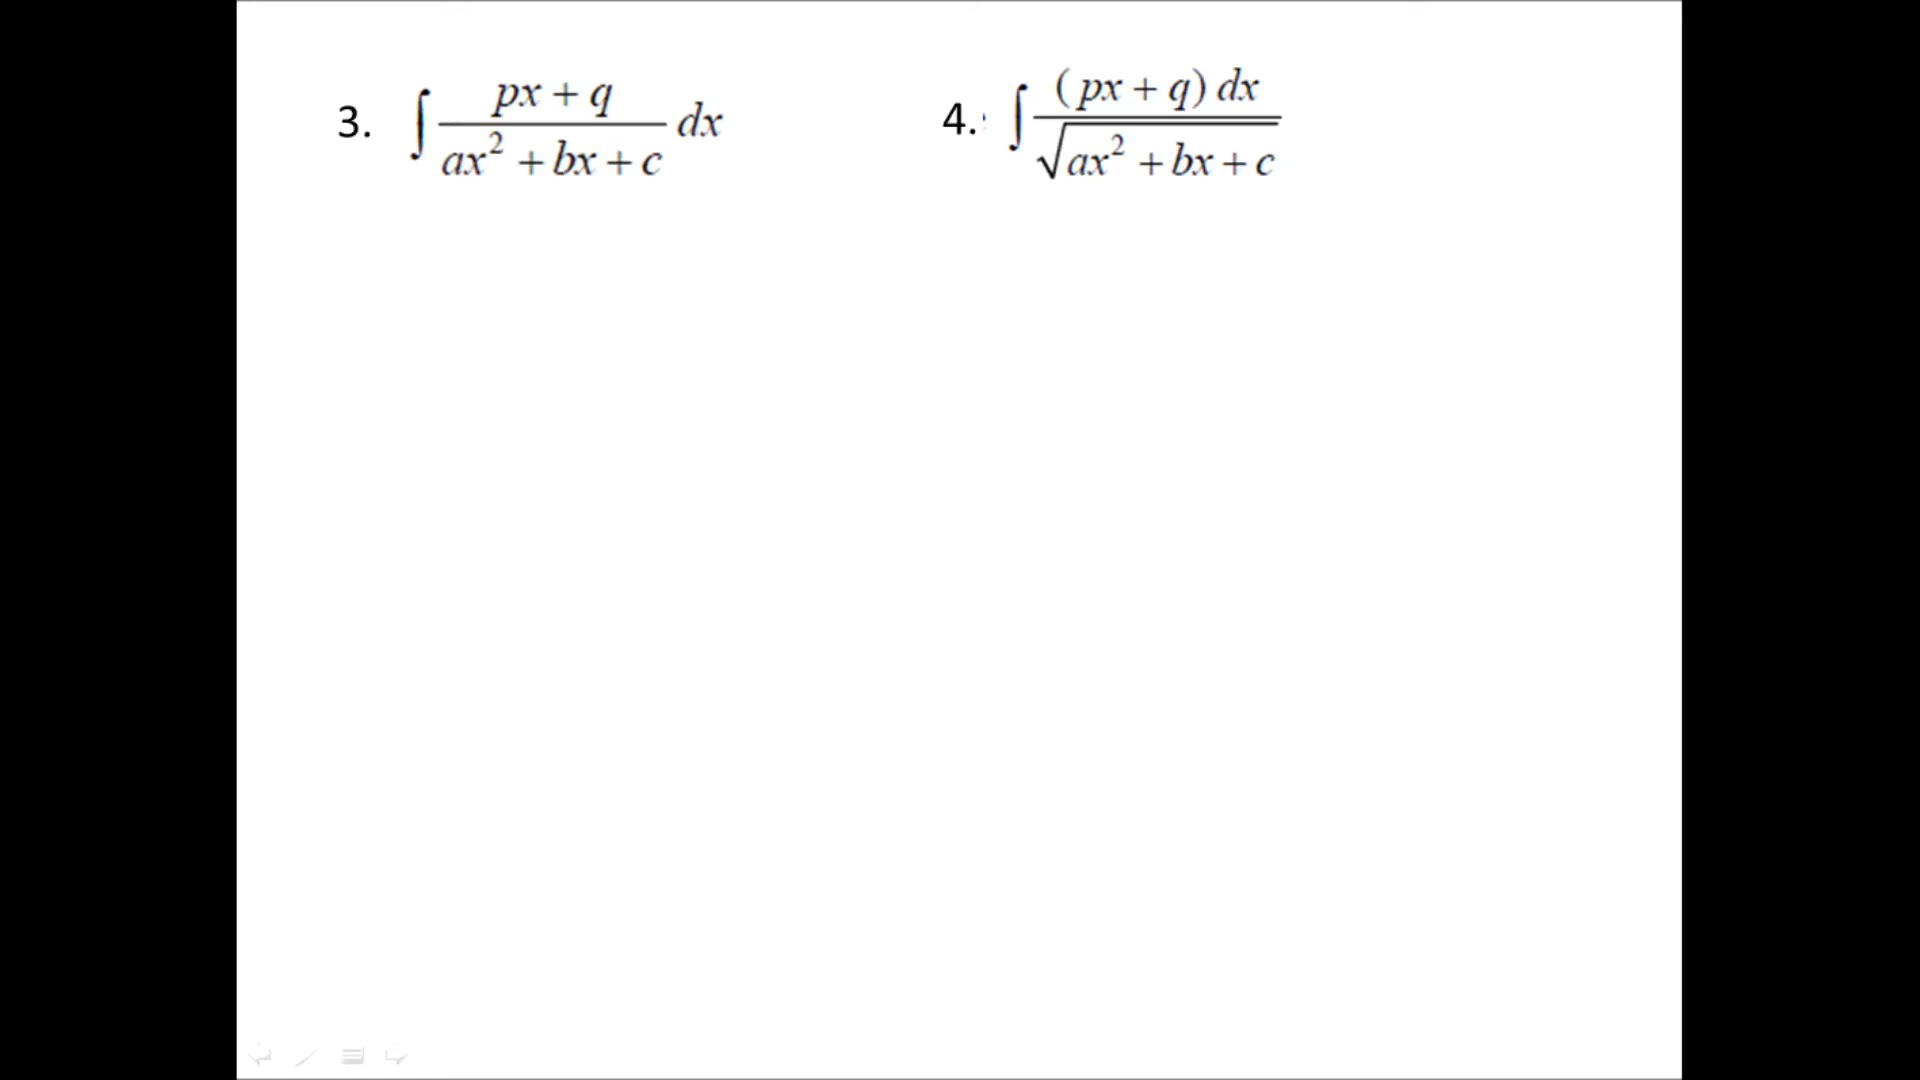 3. ∫ (px + q)/(ax² + bx + c) dx
4. ∫ ((px + q) dx)/√(ax² + bx + c)